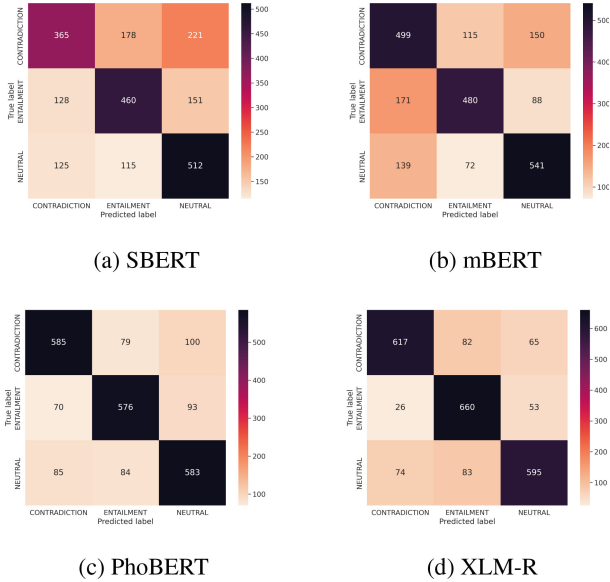 CONTRADICTION
ENTAILMENT
NEUTRAL
True label
365 178 221
128 460 151
125 115 512
CONTRADICTION ENTAILMENT NEUTRAL
Predicted label
500
450
400
350
300
250
200
150
(a) SBERT
CONTRADICTION
ENTAILMENT
NEUTRAL
True label
499 115 150
171 480 88
139 72 541
CONTRADICTION ENTAILMENT NEUTRAL
Predicted label
500
400
300
200
100
(b) mBERT
CONTRADICTION
ENTAILMENT
NEUTRAL
True label
585 79 100
70 576 93
85 84 583
CONTRADICTION ENTAILMENT NEUTRAL
Predicted label
500
400
300
200
100
(c) PhoBERT
CONTRADICTION
ENTAILMENT
NEUTRAL
True label
617 82 65
26 660 53
74 83 595
CONTRADICTION ENTAILMENT NEUTRAL
Predicted label
600
500
400
300
200
100
(d) XLM-R